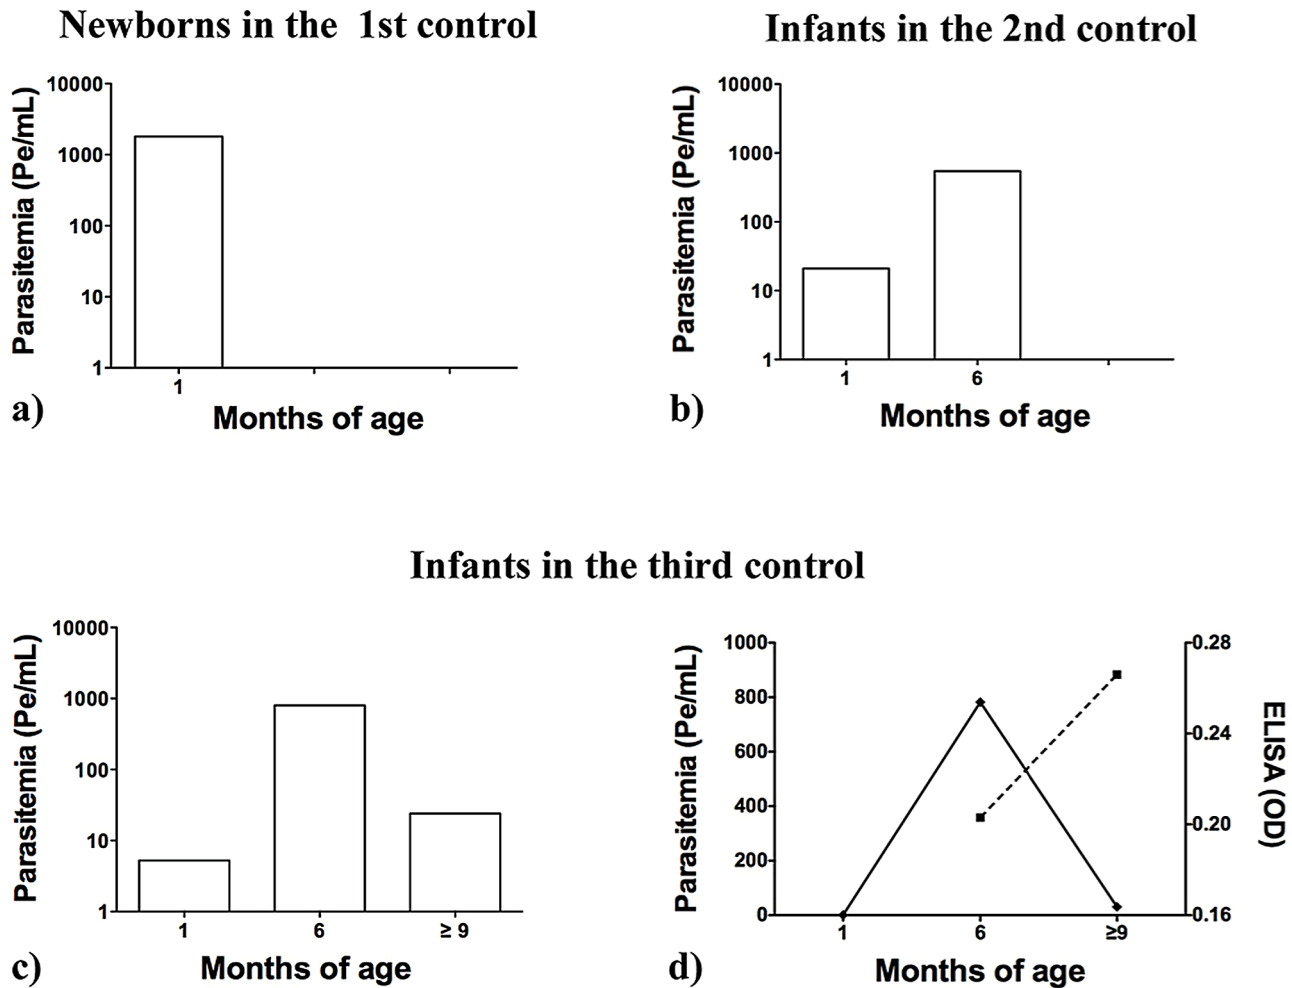 Newborns in the 1st control
Parasitemia (Pe/mL)
10000
1000
100
10
1
1
Months of age
a)
Infants in the 2nd control
Parasitemia (Pe/mL)
10000
1000
100
10
1
1 6
Months of age
b)
Infants in the third control
Parasitemia (Pe/mL)
10000
1000
100
10
1
1 6 ≥ 9
Months of age
c)
Parasitemia (Pe/mL)
1000
800
600
400
200
0
0.28
0.24
0.20
0.16
ELISA (OD)
1 6 ≥9
Months of age
d)